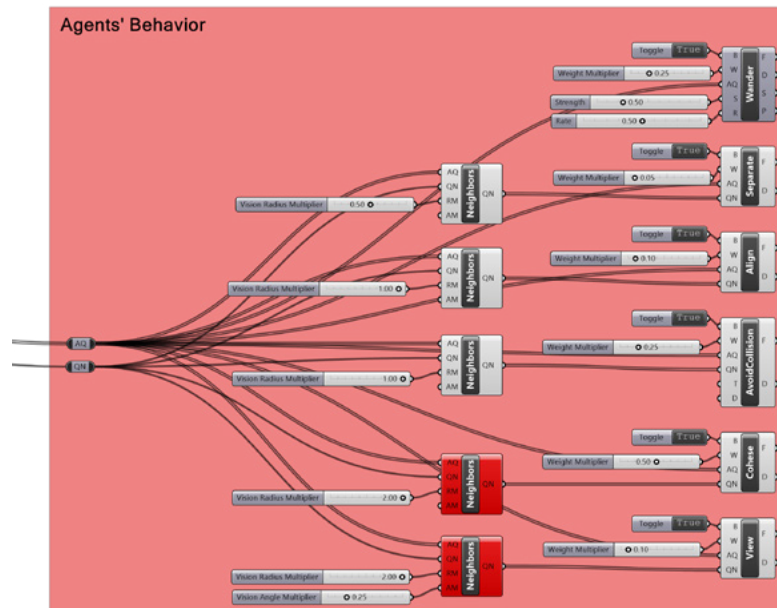 Agents' Behavior
Toggle True
Weight Multiplier 0.25
Strength 0.50
Rate 0.50
B W AQ S R Wander F D S P
Toggle True
Weight Multiplier 0.05
B W AQ QN Separate F D
AQ QN RM AM Neighbors QN
Vision Radius Multiplier 0.50
Toggle True
Weight Multiplier 0.10
B W AQ QN Align F D
AQ QN RM AM Neighbors QN
Vision Radius Multiplier 1.00
AQ
QN
Toggle True
Weight Multiplier 0.25
B W AQ QN T D AvoidCollision F D
AQ QN RM AM Neighbors QN
Vision Radius Multiplier 1.00
Toggle True
Weight Multiplier 0.50
B W AQ QN Cohese F D
AQ QN RM AM Neighbors QN
Vision Radius Multiplier 2.00
Toggle True
Weight Multiplier 0.10
B W AQ QN View F D
AQ QN RM AM Neighbors QN
Vision Radius Multiplier 2.00
Vision Angle Multiplier 0.25